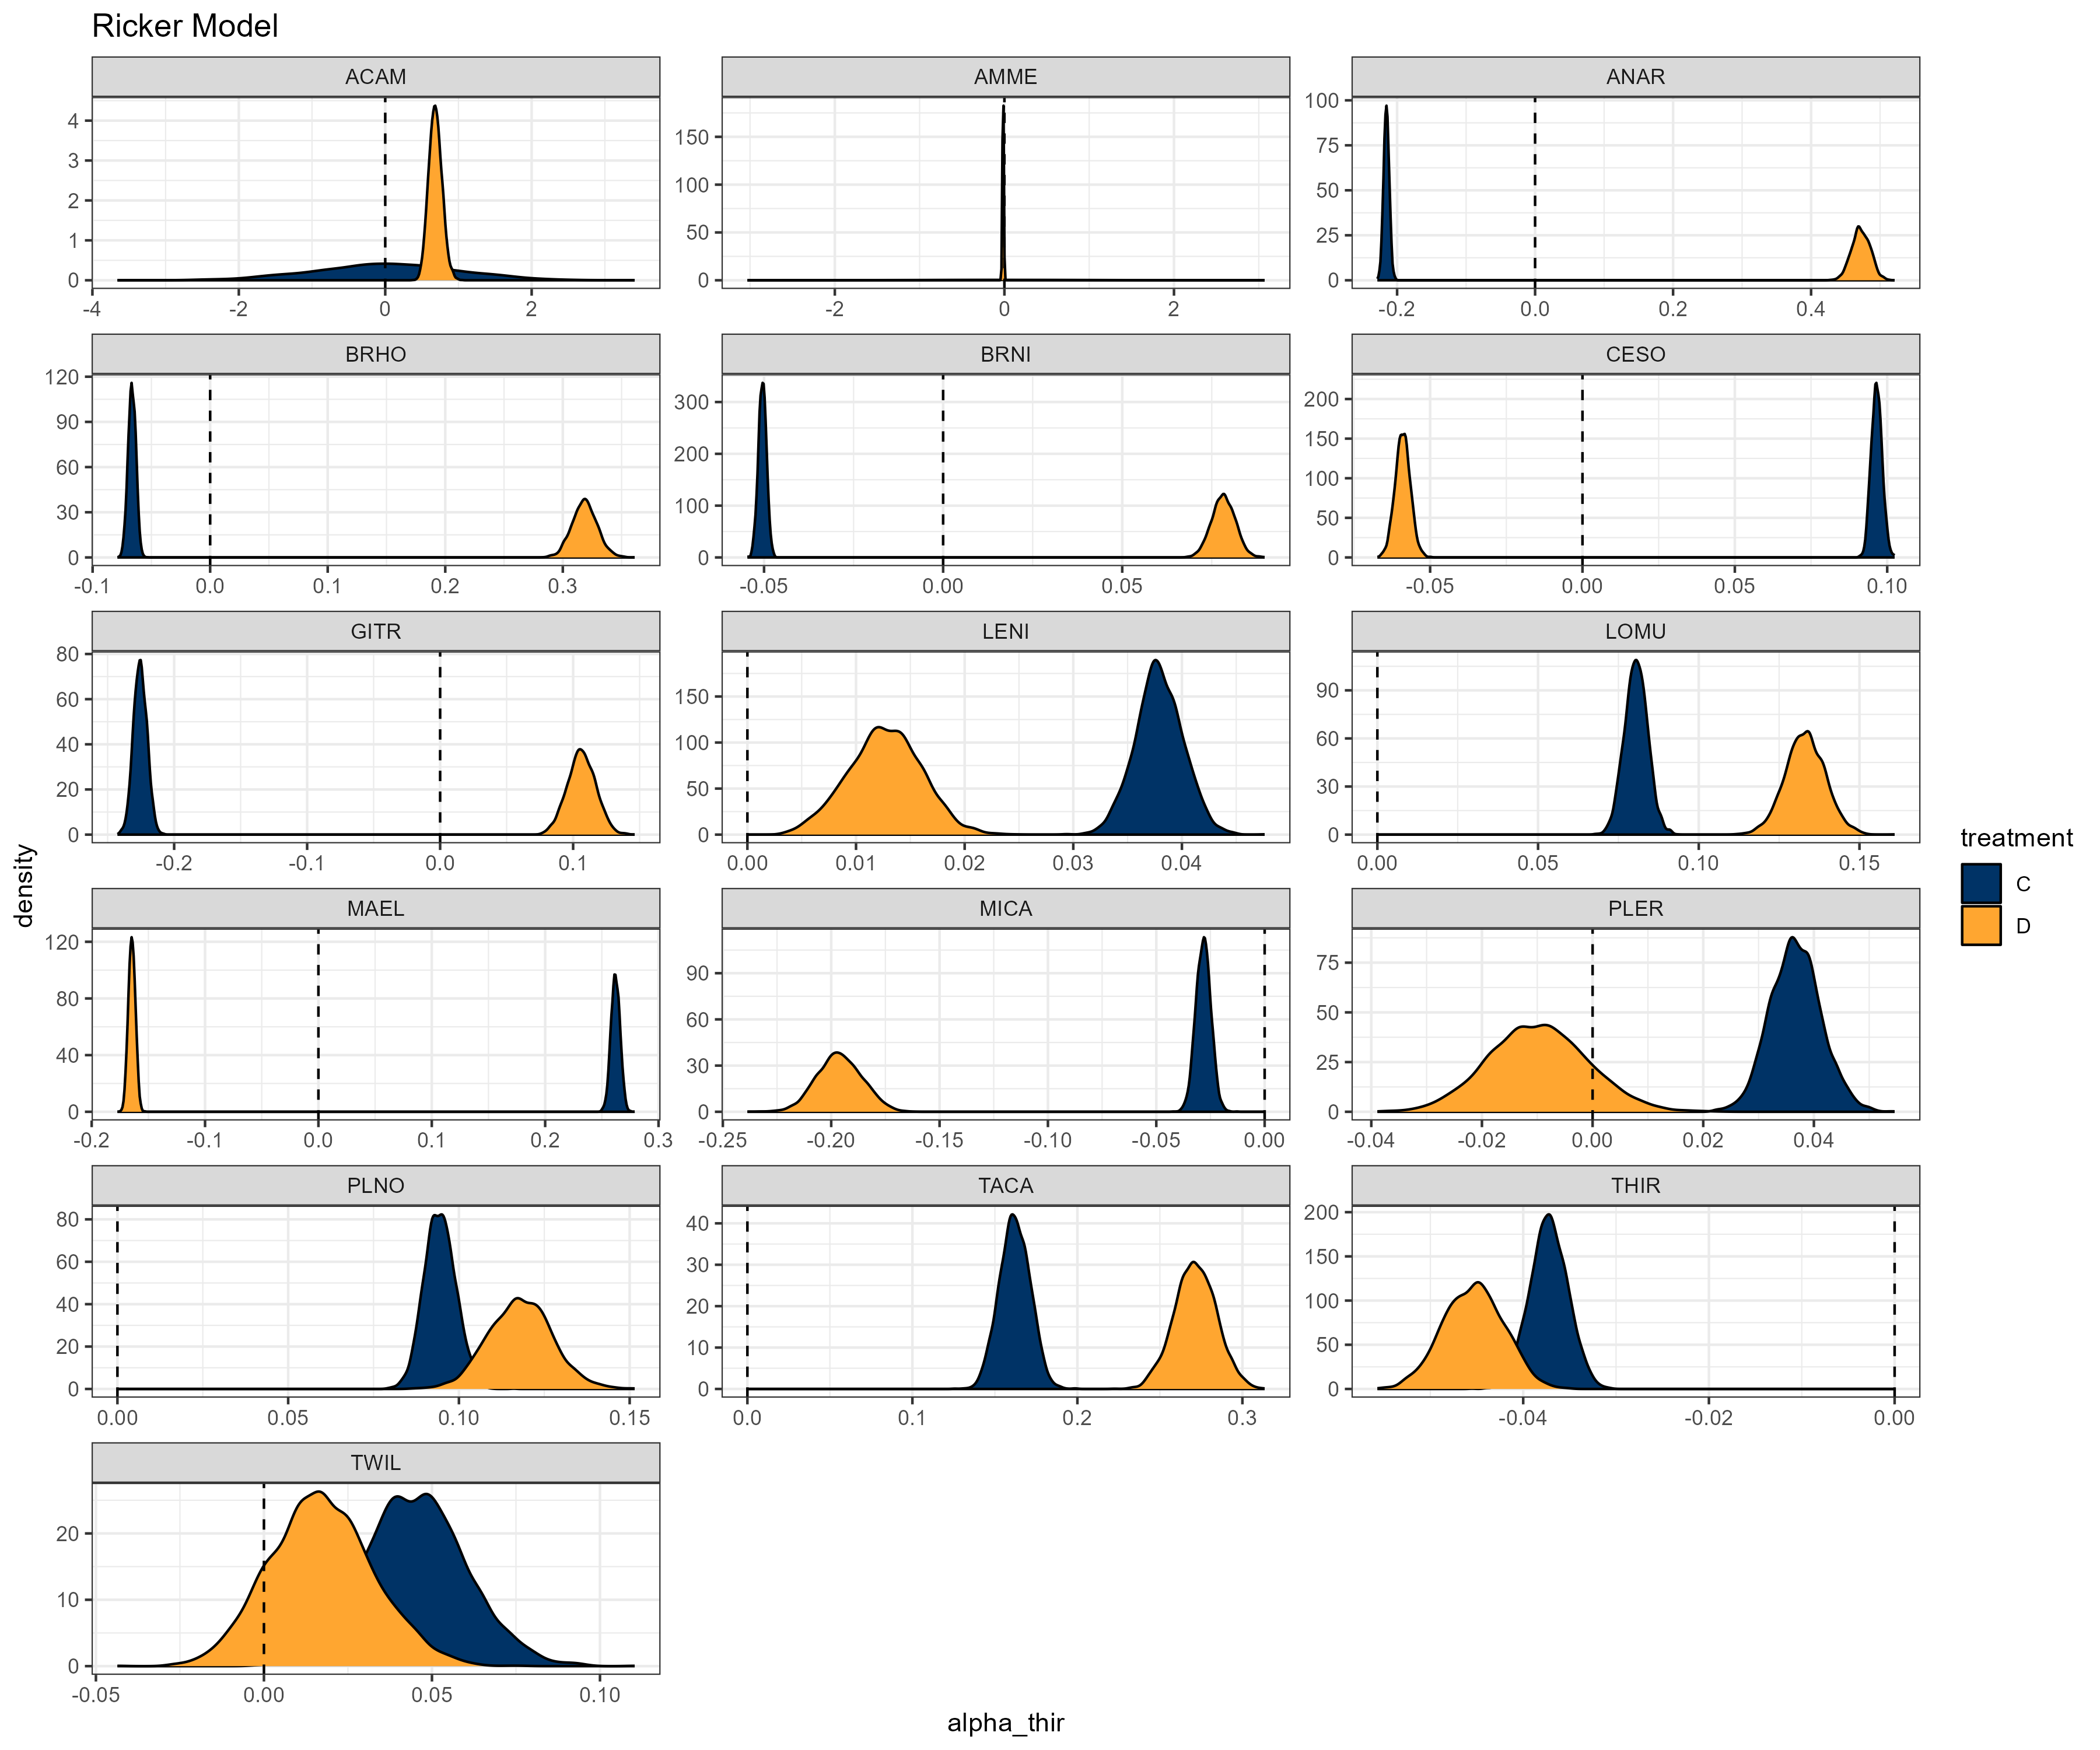 Ricker Model
ACAM AMME ANAR
4 3 2 1 0
-4 -2 0 2
150 100 50 0
-2 0 2
100 75 50 25 0
-0.2 0.0 0.4
BRHO BRNI CESO
120 90 60 30 0
-0.1 0.0 0.1 0.2 0.3
300 200 100 0
-0.05 0.00 0.05
200 150 100 50 0
-0.05 0.00 0.05 0.10
GITR LENI LOMU
80 60 40 20 0
-0.2 -0.1 0.0 0.1
150 100 50 0
0.00 0.01 0.02 0.03 0.04
90 60 30 0
0.00 0.05 0.10 0.15
MAEL MICA PLER
120 80 40 0
-0.2 -0.1 0.0 0.1 0.2 0.3
90 60 30 0
-0.25 -0.20 -0.15 -0.10 -0.05 0.00
75 50 25 0
-0.04 -0.02 0.00 0.02 0.04
PLNO TACA THIR
80 60 40 20 0
0.00 0.05 0.10 0.15
40 30 20 10 0
0.0 0.1 0.2 0.3
200 150 100 50 0
-0.04 -0.02 0.00
TWIL
20 10 0
-0.05 0.00 0.05 0.10
density
alpha_thir
treatment
C
D